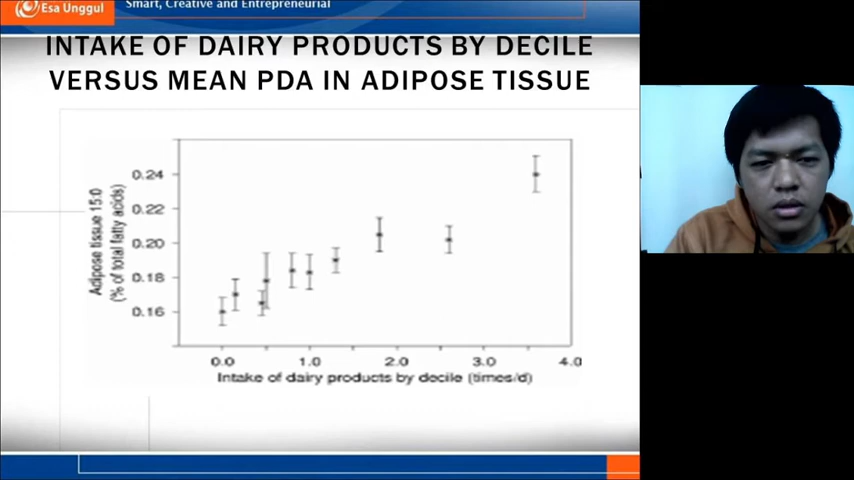 Esa Unggul
Smart, Creative and Entrepreneurial
INTAKE OF DAIRY PRODUCTS BY DECILE
VERSUS MEAN PDA IN ADIPOSE TISSUE
Adipose tissue 15:0
(% of total fatty acids)
0.24
0.22
0.20
0.18
0.16
0.0 1.0 2.0 3.0 4.0
Intake of dairy products by decile (times/d)